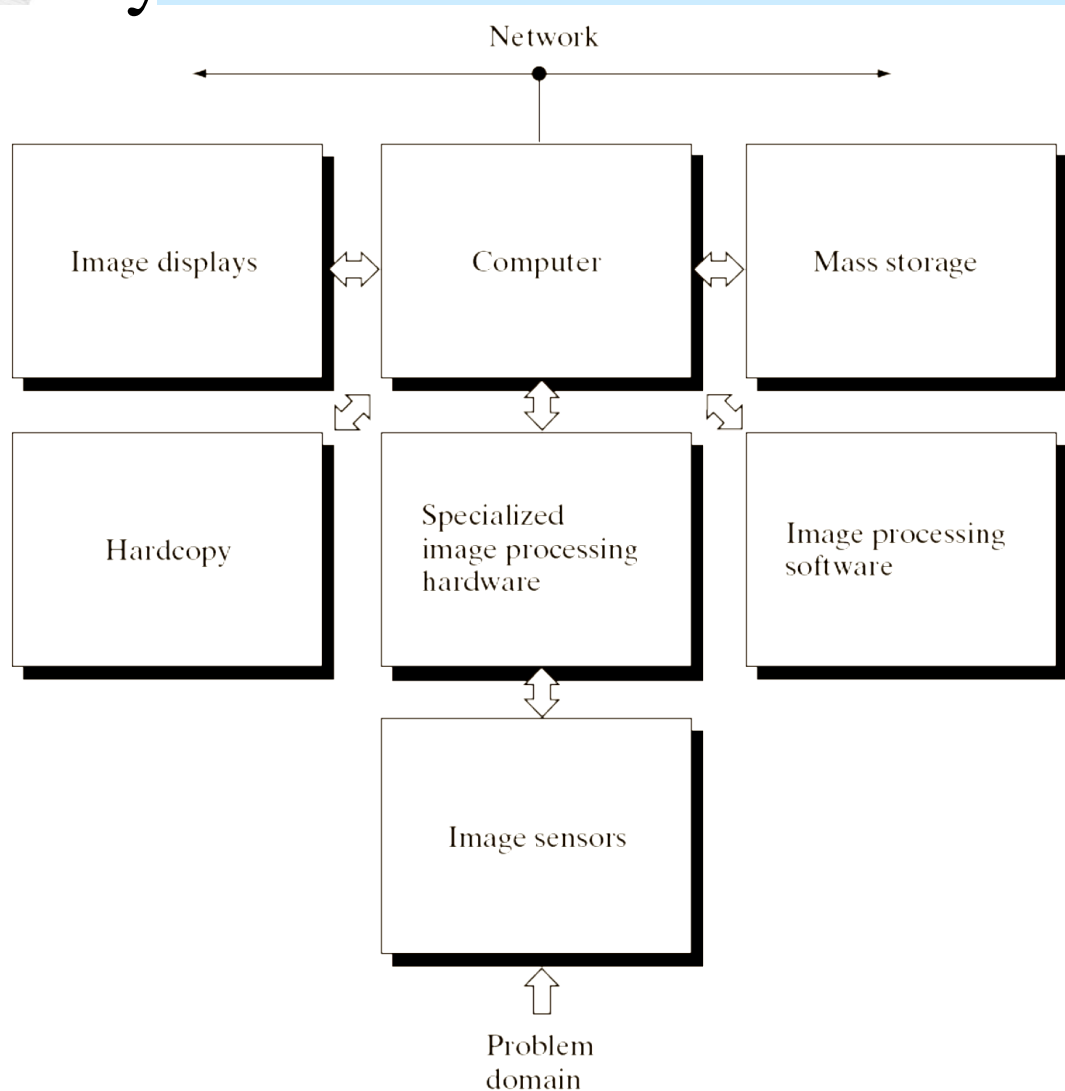 y
Network
Image displays
Computer
Mass storage
Hardcopy
Specialized
image processing
hardware
Image processing
software
Image sensors
Problem
domain